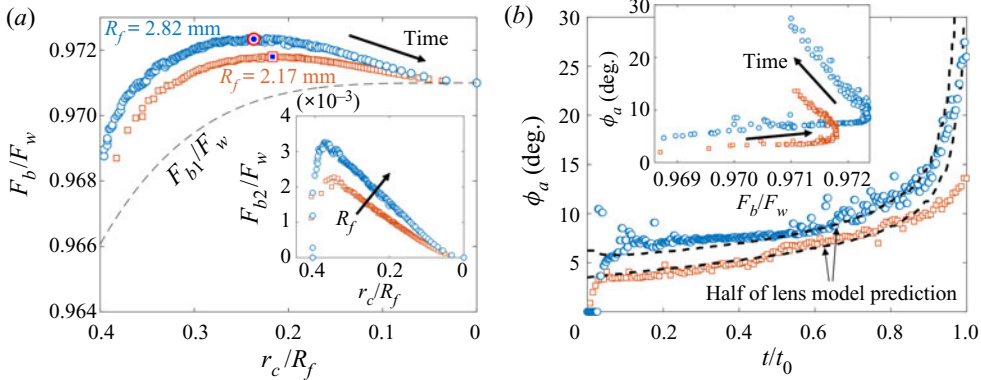 (a)
R_f = 2.82 mm
Time
R_f = 2.17 mm
F_b1/F_w
F_b/F_w
0.972
0.970
0.968
0.966
0.964
0.4 0.3 0.2 0.1 0
r_c/R_f
(×10⁻³)
F_b2/F_w
4
3
2
1
0
R_f
0.4 0.2 0
r_c/R_f
(b)
ϕ_a (deg.)
30
25
20
15
10
5
0
0 0.2 0.4 0.6 0.8 1.0
t/t_0
Half of lens model prediction
ϕ_a (deg.)
30
20
10
0
Time
0.969 0.970 0.971 0.972
F_b/F_w